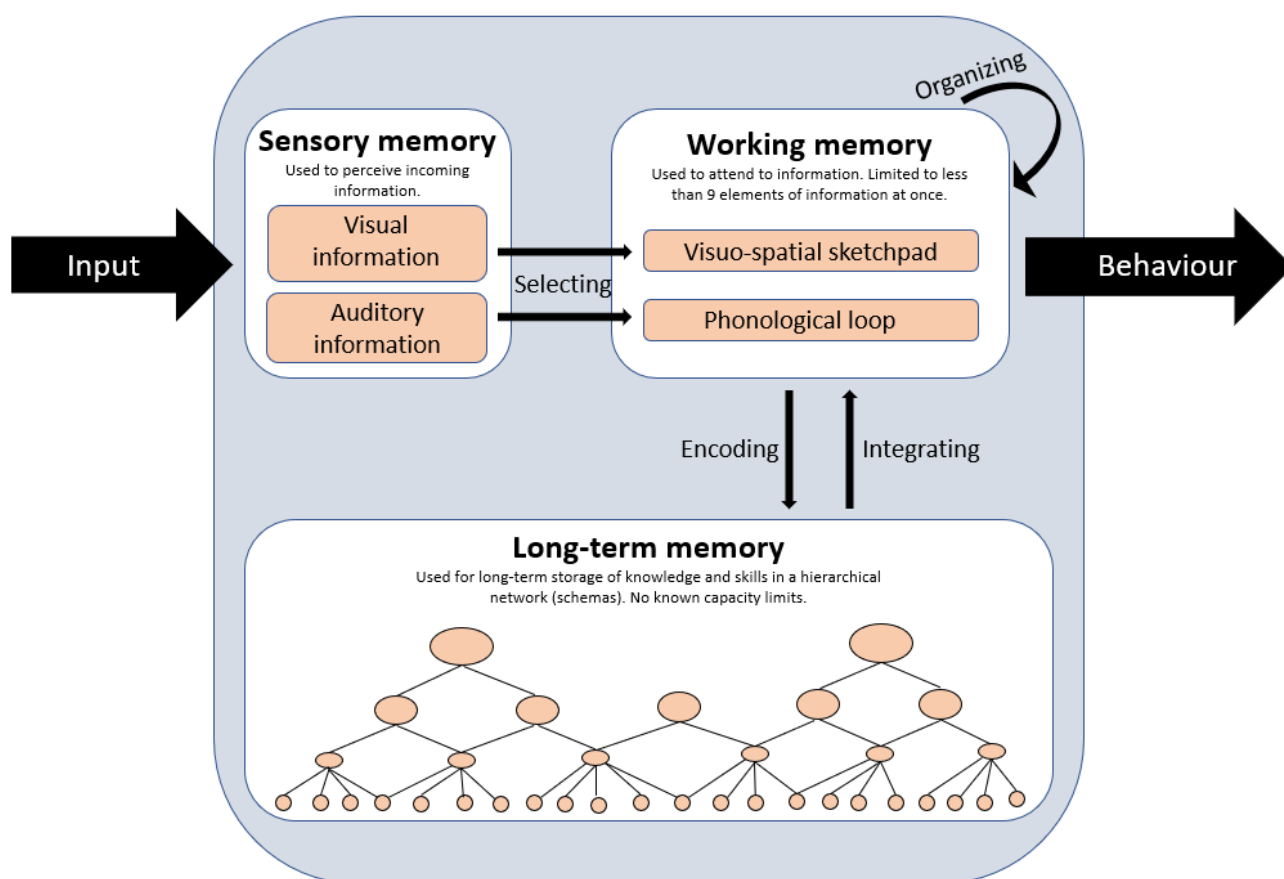 Organizing
Sensory memory
Used to perceive incoming
information.
Visual
information
Auditory
information
Input
Selecting
Working memory
Used to attend to information. Limited to less
than 9 elements of information at once.
Visuo-spatial sketchpad
Phonological loop
Behaviour
Encoding
Integrating
Long-term memory
Used for long-term storage of knowledge and skills in a hierarchical
network (schemas). No known capacity limits.